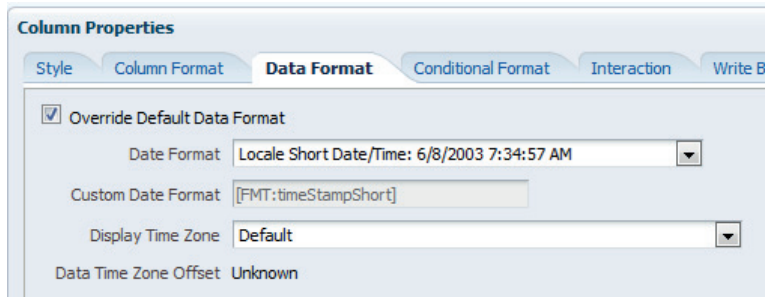 Column Properties
Style Column Format Data Format Conditional Format Interaction Write B
Override Default Data Format
Date Format Locale Short Date/Time: 6/8/2003 7:34:57 AM
Custom Date Format [FMT:timeStampShort]
Display Time Zone Default
Data Time Zone Offset Unknown